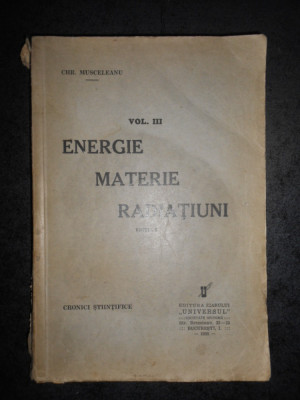 CHR. MUSCELEANU
VOL. III
ENERGIE
MATERIE
RADIAȚIUNI
CRONICI ȘTIINȚIFICE
U
EDITURA ZIARULUI
„UNIVERSUL"
BUCUREȘTI, I